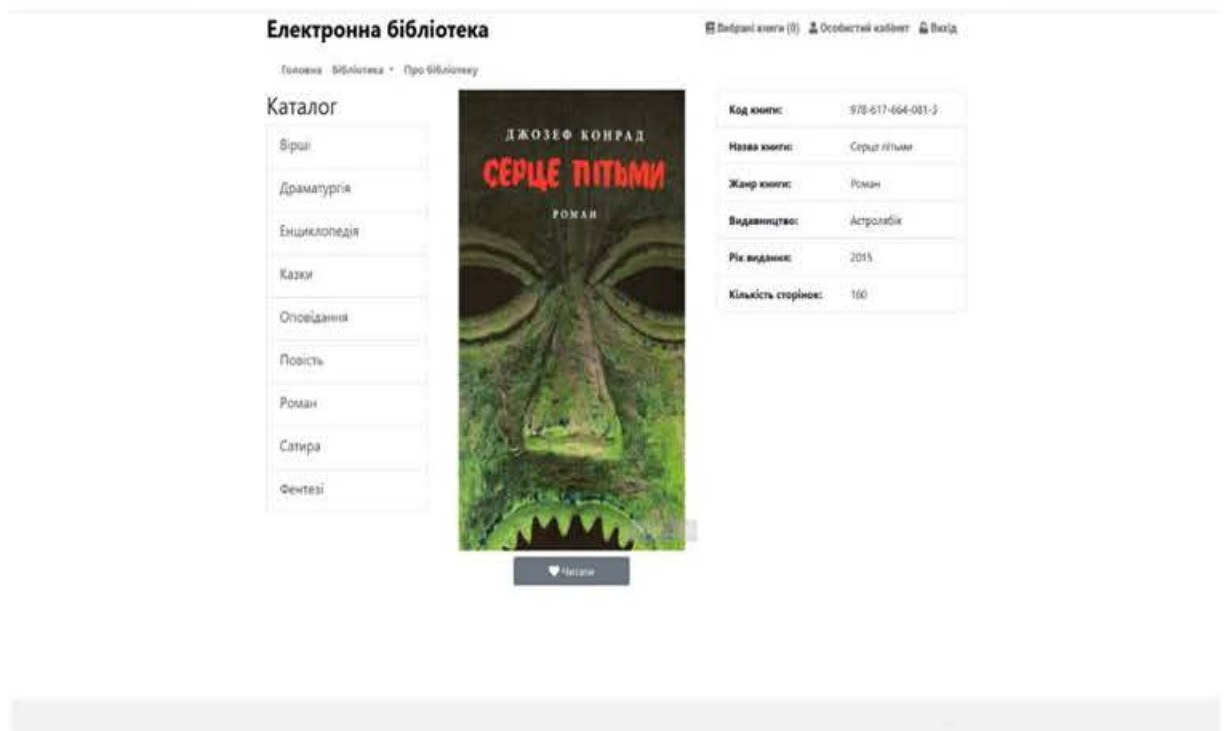 Електронна бібліотека
Вибрані книги (0) Особистий кабінет Вихід
Головна Бібліотека Про бібліотеку
Каталог
Вірші
Драматургія
Енциклопедія
Казки
Оповідання
Повість
Роман
Сатира
Фентезі
ДЖОЗЕФ КОНРАД
СЕРЦЕ ПІТЬМИ
РОМАН
Читати
Код книги: 978-617-664-081-3
Назва книги: Серце пітьми
Жанр книги: Роман
Видавництво: Астролябія
Рік видання: 2015
Кількість сторінок: 160